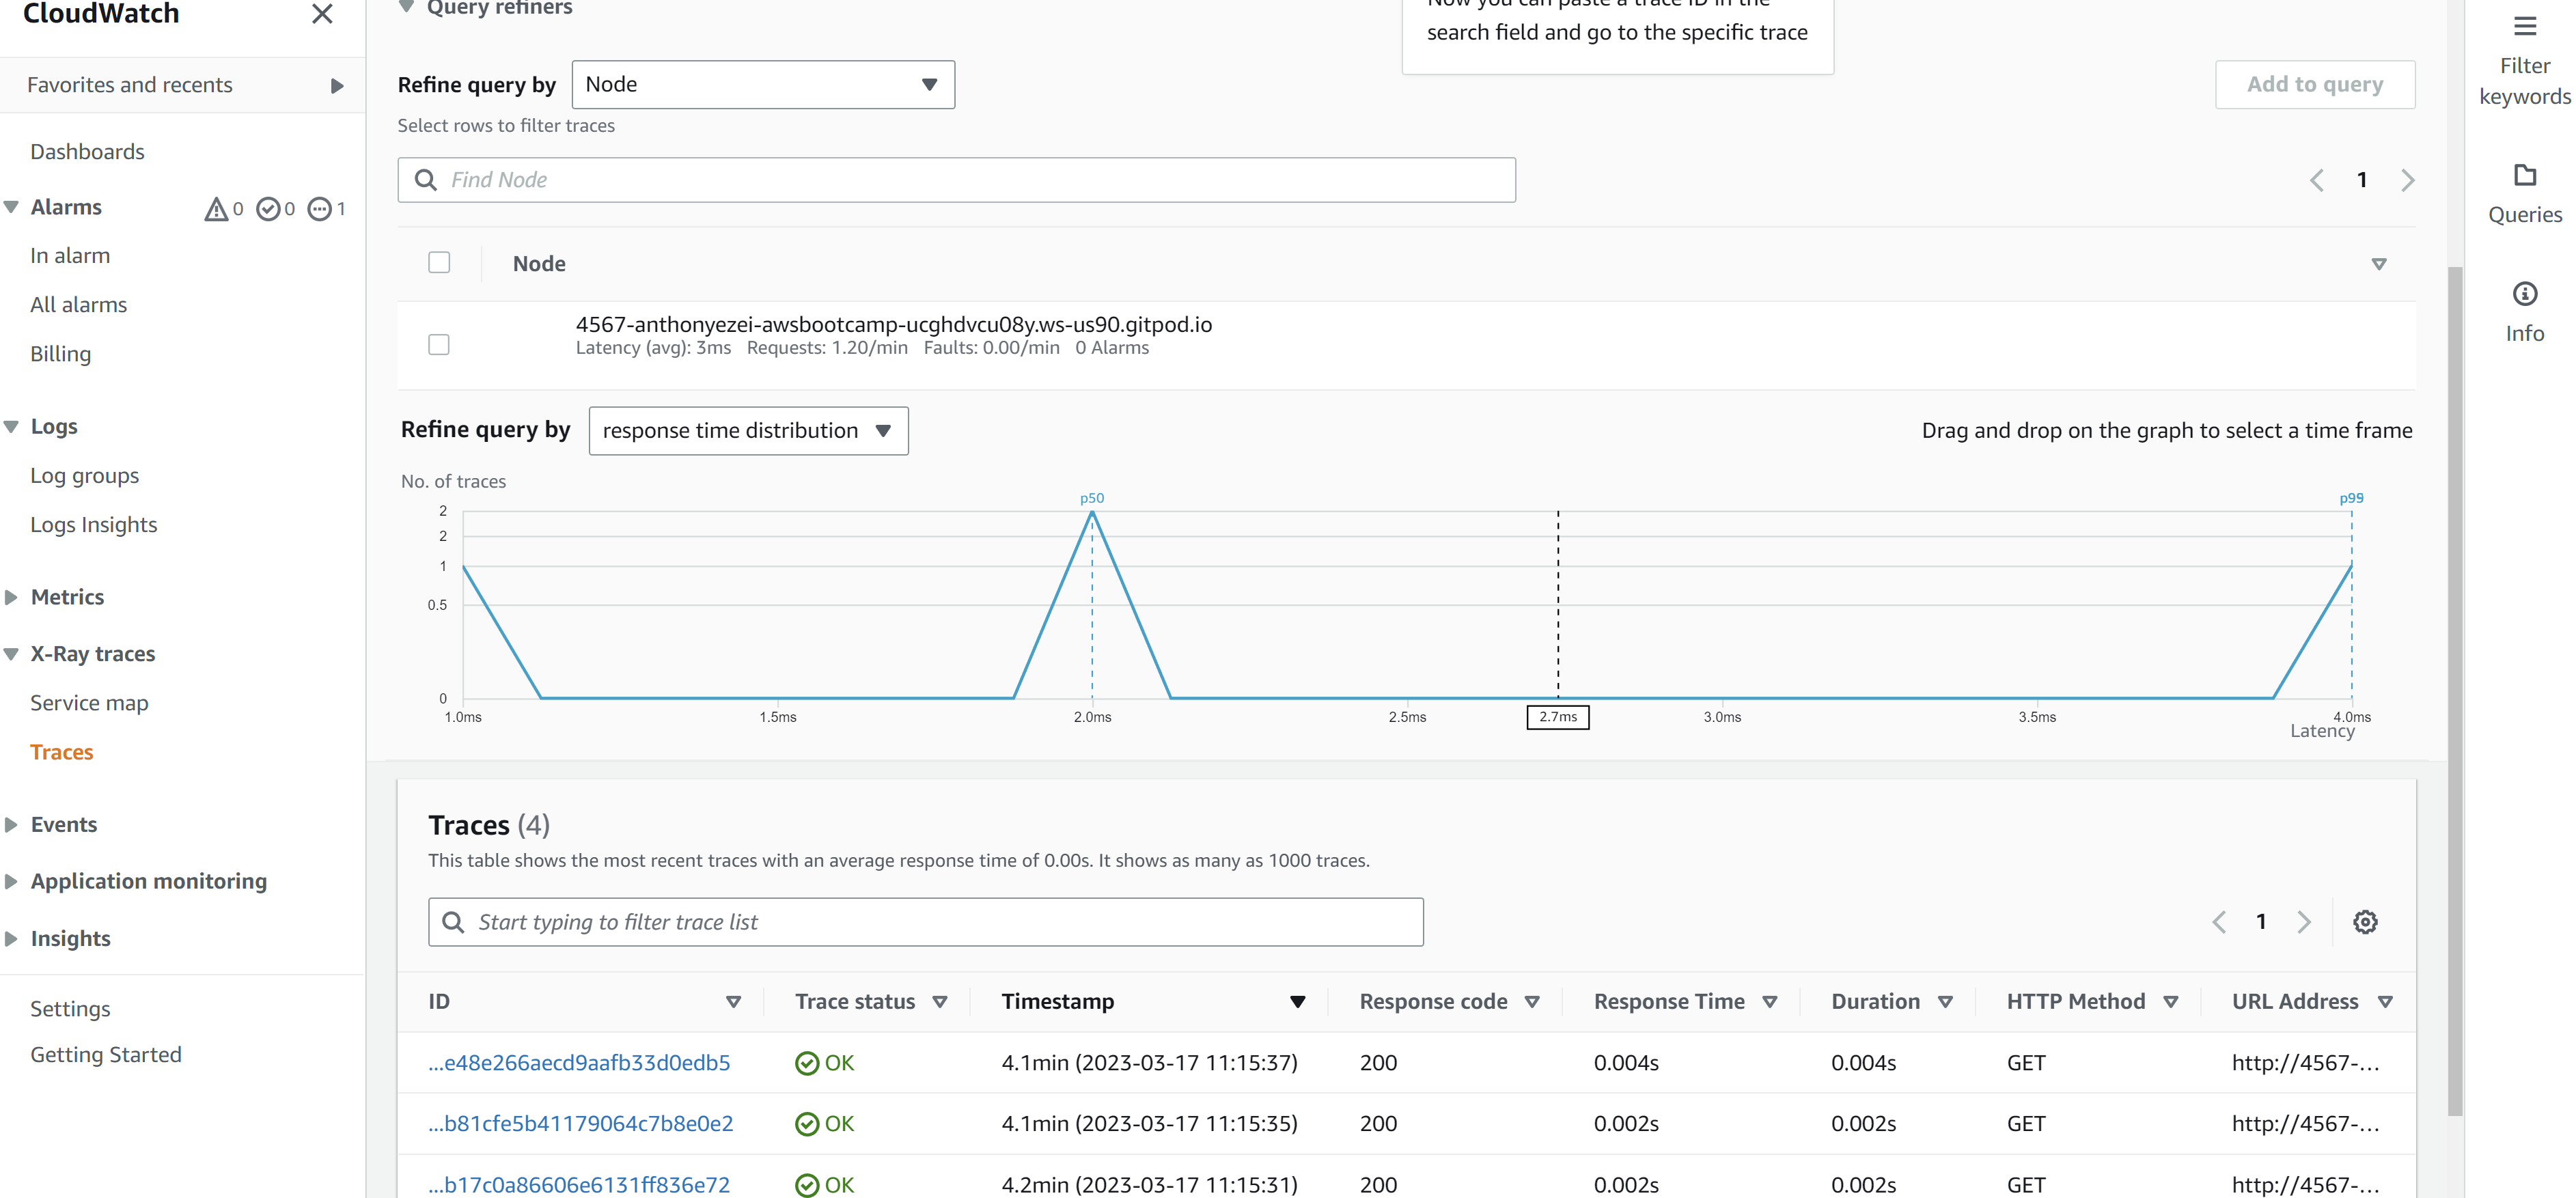 CloudWatch
Favorites and recents
Dashboards
Alarms 0 0 1
In alarm
All alarms
Billing
Logs
Log groups
Logs Insights
Metrics
X-Ray traces
Service map
Traces
Events
Application monitoring
Insights
Settings
Getting Started
Query refiners
Now you can paste a trace ID in the
search field and go to the specific trace
Refine query by Node
Add to query
Select rows to filter traces
Find Node
1
Node
4567-anthonyezei-awsbootcamp-ucghdvcu08y.ws-us90.gitpod.io
Latency (avg): 3ms Requests: 1.20/min Faults: 0.00/min 0 Alarms
Refine query by response time distribution
Drag and drop on the graph to select a time frame
No. of traces
p50 p99
2
2
1
0.5
0
1.0ms 1.5ms 2.0ms 2.5ms 2.7ms 3.0ms 3.5ms 4.0ms
Latency
Traces (4)
This table shows the most recent traces with an average response time of 0.00s. It shows as many as 1000 traces.
Start typing to filter trace list
1
ID Trace status Timestamp Response code Response Time Duration HTTP Method URL Address
...e48e266aecd9aafb33d0edb5 OK 4.1min (2023-03-17 11:15:37) 200 0.004s 0.004s GET http://4567-...
...b81cfe5b41179064c7b8e0e2 OK 4.1min (2023-03-17 11:15:35) 200 0.002s 0.002s GET http://4567-...
...b17c0a86606e6131ff836e72 OK 4.2min (2023-03-17 11:15:31) 200 0.002s 0.002s GET http://4567-...
Filter
keywords
Queries
Info